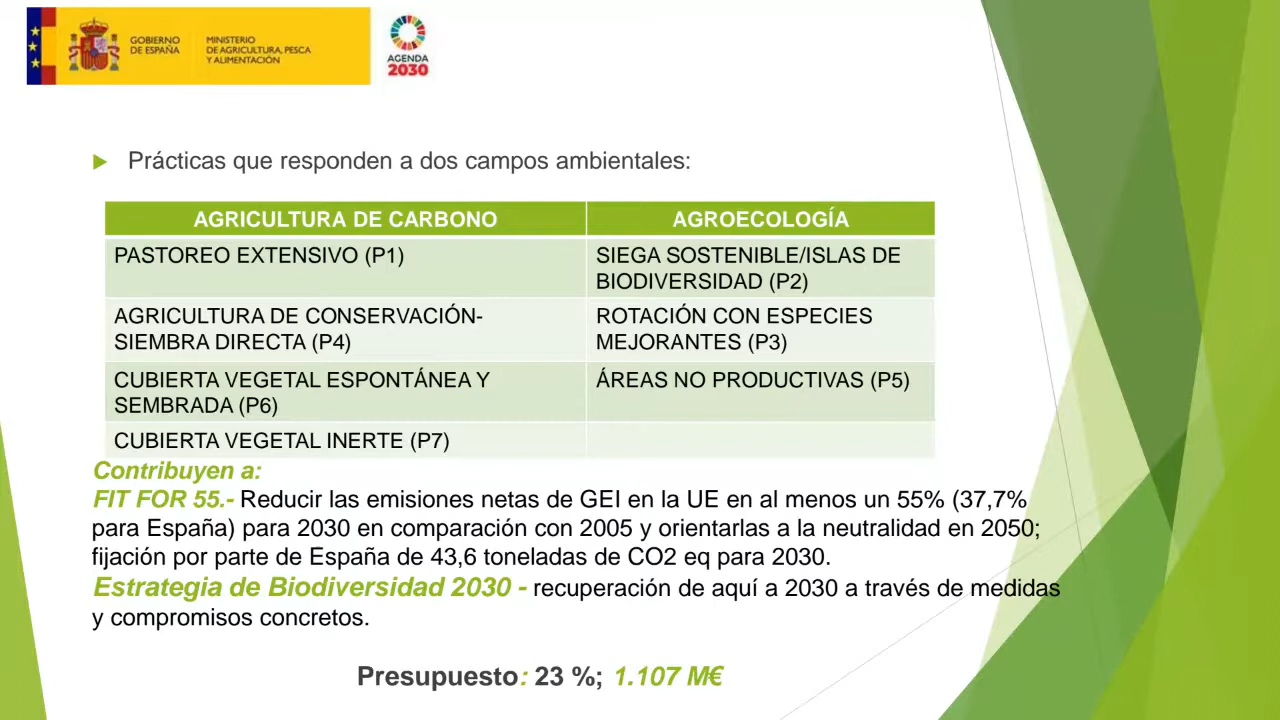 GOBIERNO
DE ESPAÑA
MINISTERIO
DE AGRICULTURA, PESCA
Y ALIMENTACIÓN
AGENDA
2030
Prácticas que responden a dos campos ambientales:
AGRICULTURA DE CARBONO
AGROECOLOGÍA
PASTOREO EXTENSIVO (P1)
SIEGA SOSTENIBLE/ISLAS DE
BIODIVERSIDAD (P2)
AGRICULTURA DE CONSERVACIÓN-
SIEMBRA DIRECTA (P4)
ROTACIÓN CON ESPECIES
MEJORANTES (P3)
CUBIERTA VEGETAL ESPONTÁNEA Y
SEMBRADA (P6)
ÁREAS NO PRODUCTIVAS (P5)
CUBIERTA VEGETAL INERTE (P7)
Contribuyen a:
FIT FOR 55.- Reducir las emisiones netas de GEI en la UE en al menos un 55% (37,7%
para España) para 2030 en comparación con 2005 y orientarlas a la neutralidad en 2050;
fijación por parte de España de 43,6 toneladas de CO2 eq para 2030.
Estrategia de Biodiversidad 2030 - recuperación de aquí a 2030 a través de medidas
y compromisos concretos.
Presupuesto: 23 %; 1.107 M€